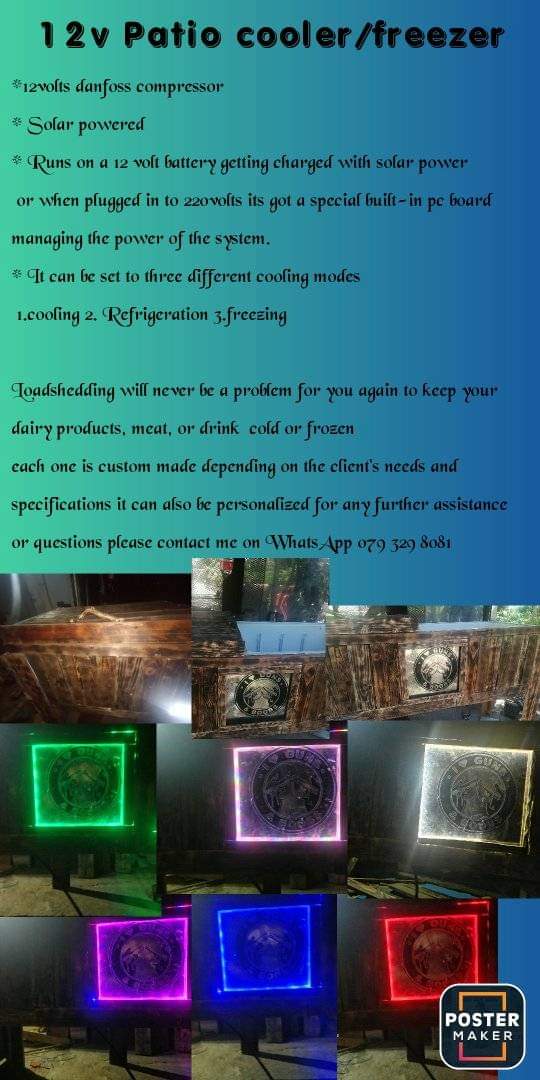 12v Patio cooler/freezer
*12volts danfoss compressor
* Solar powered
* Runs on a 12 volt battery getting charged with solar power
or when plugged in to 220volts its got a special built-in pc board
managing the power of the system.
* It can be set to three different cooling modes
1.cooling 2. Refrigeration 3.freezing
Loadshedding will never be a problem for you again to keep your
dairy products, meat, or drink cold or frozen
each one is custom made depending on the client's needs and
specifications it can also be personalized for any further assistance
or questions please contact me on WhatsApp 079 329 8081
I GUNS
I GUNS
POSTER
MAKER